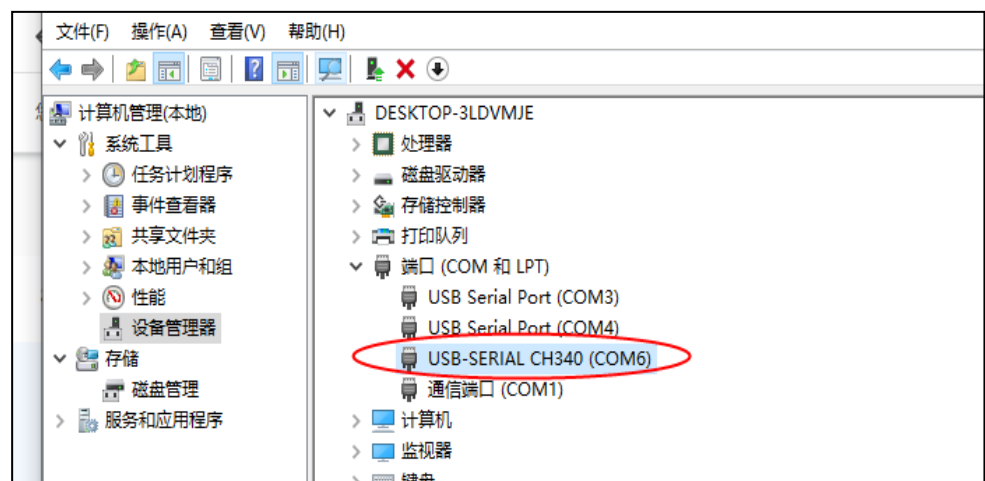 文件(F) 操作(A) 查看(V) 帮助(H)
计算机管理(本地)
系统工具
任务计划程序
事件查看器
共享文件夹
本地用户和组
性能
设备管理器
存储
磁盘管理
服务和应用程序
DESKTOP-3LDVMJE
处理器
磁盘驱动器
存储控制器
打印队列
端口 (COM 和 LPT)
USB Serial Port (COM3)
USB Serial Port (COM4)
USB-SERIAL CH340 (COM6)
通信端口 (COM1)
计算机
监视器
键盘